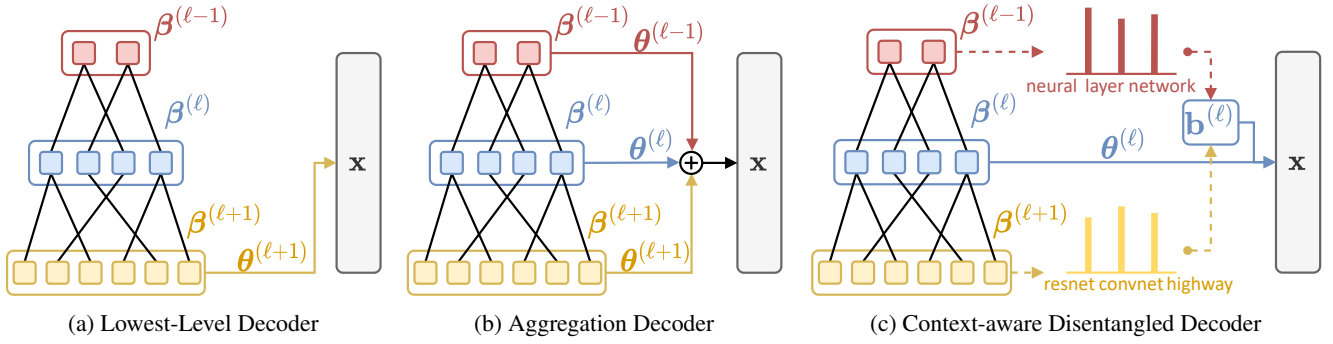 β^(ℓ-1)
β^(ℓ)
β^(ℓ+1)
θ^(ℓ+1)
x
(a) Lowest-Level Decoder
β^(ℓ-1)
θ^(ℓ-1)
β^(ℓ)
θ^(ℓ)
+
β^(ℓ+1)
θ^(ℓ+1)
x
(b) Aggregation Decoder
β^(ℓ-1)
neural layer network
β^(ℓ)
b^(ℓ)
θ^(ℓ)
β^(ℓ+1)
resnet convnet highway
x
(c) Context-aware Disentangled Decoder